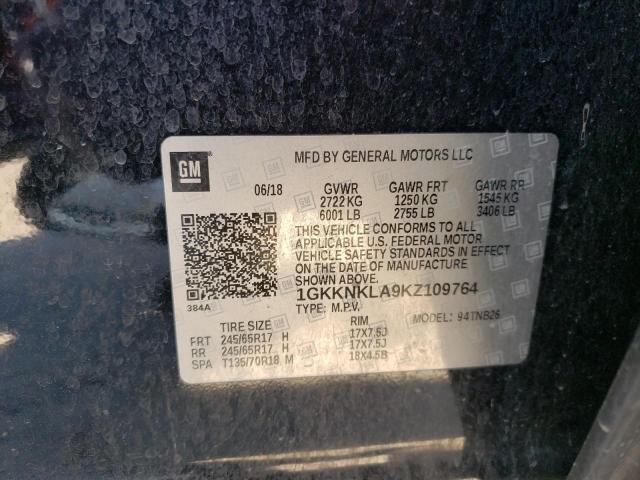 GM
MFD BY GENERAL MOTORS LLC
06/18 GVWR GAWR FRT GAWR RR
2722 KG 1250 KG 1545 KG
6001 LB 2755 LB 3406 LB
THIS VEHICLE CONFORMS TO ALL
APPLICABLE U.S. FEDERAL MOTOR
VEHICLE SAFETY STANDARDS IN EFFECT ON
THE DATE OF MANUFACTURE
SHOWN ABOVE.
384A
1GKKNKLA9KZ109764
TYPE: M.P.V. MODEL: 94TNB26
TIRE SIZE RIM
FRT 245/65R17 H 17X7.5J
RR 245/65R17 H 17X7.5J
SPA T135/70R18 M 18X4.5B